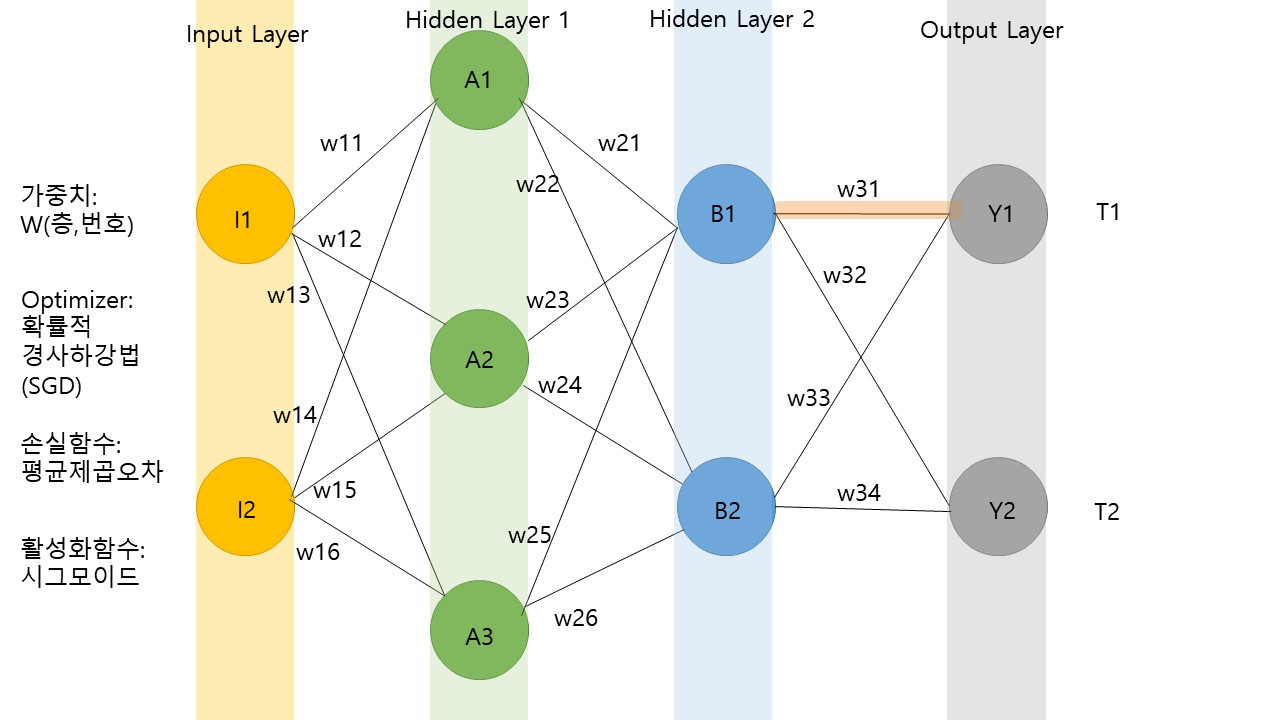 Input Layer
Hidden Layer 1
Hidden Layer 2
Output Layer
가중치:
W(층,번호)
Optimizer:
확률적
경사하강법
(SGD)
손실함수:
평균제곱오차
활성화함수:
시그모이드
I1
I2
w11
w12
w13
w14
w15
w16
A1
A2
A3
w21
w22
w23
w24
w25
w26
B1
B2
w31
w32
w33
w34
Y1
Y2
T1
T2